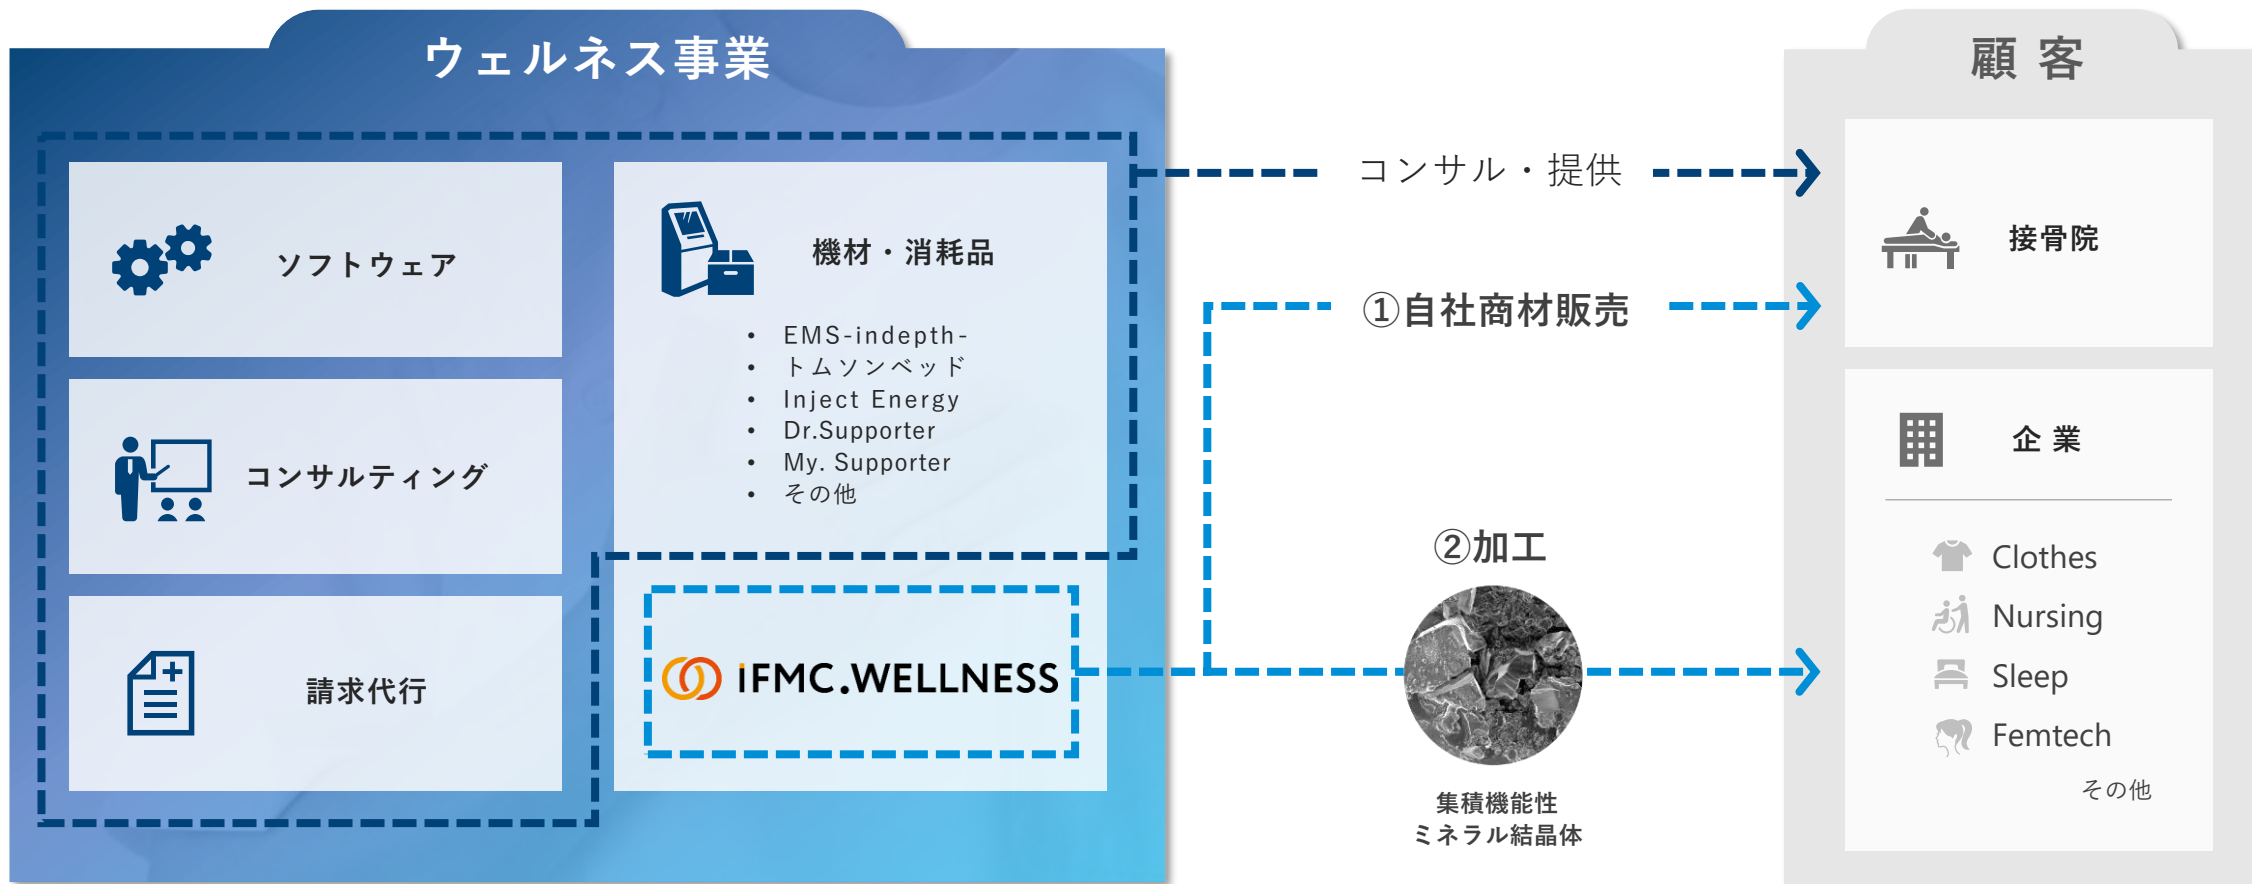 ウェルネス事業
ソフトウェア
コンサルティング
請求代行
機材・消耗品
• EMS-indepth-
• トムソンベッド
• Inject Energy
• Dr.Supporter
• My. Supporter
• その他
iFMC.WELLNESS
コンサル・提供
①自社商材販売
②加工
集積機能性
ミネラル結晶体
顧 客
接骨院
企 業
Clothes
Nursing
Sleep
Femtech
その他